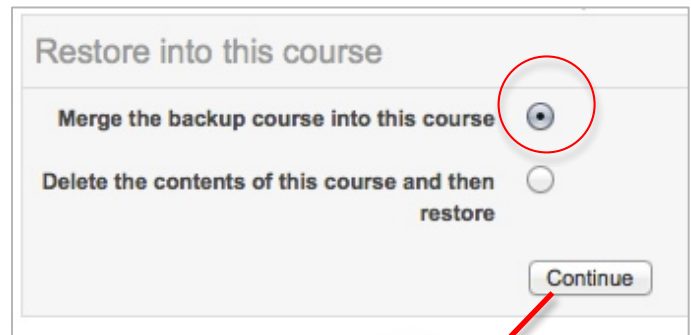 Restore into this course
Merge the backup course into this course
Delete the contents of this course and then
restore
Continue